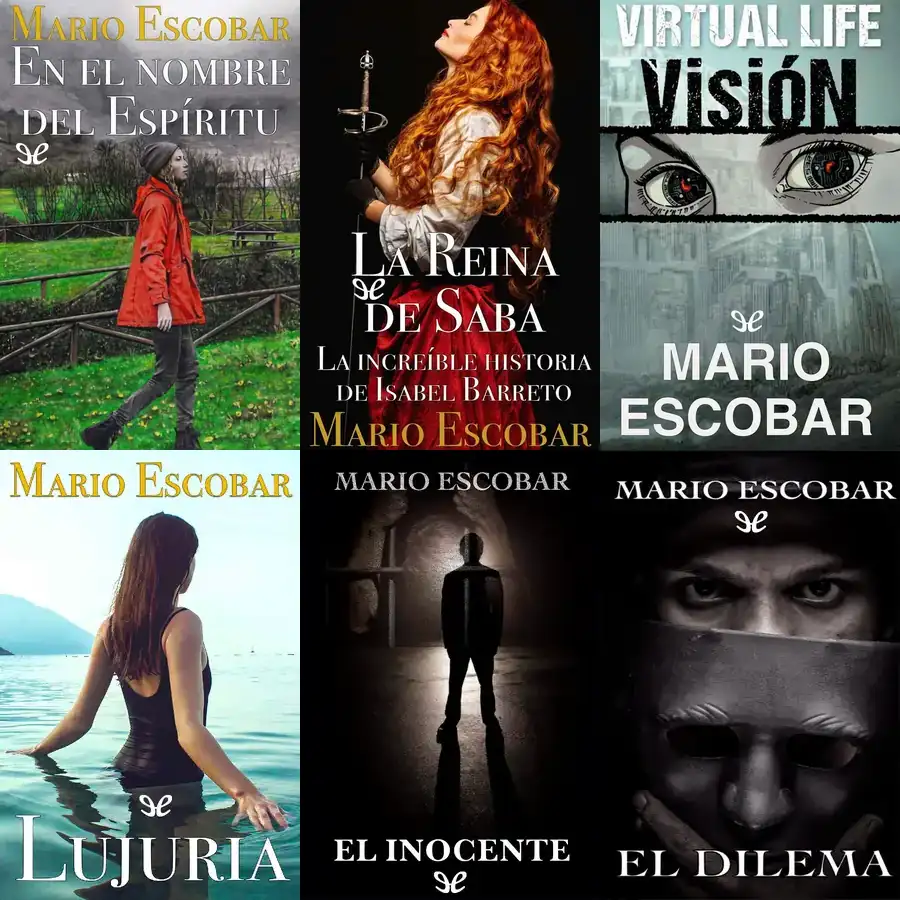 MARIO ESCOBAR
EN EL NOMBRE
DEL ESPÍRITU
LA REINA
DE SABA
LA INCREÍBLE HISTORIA
DE ISABEL BARRETO
MARIO ESCOBAR
VIRTUAL LIFE
VISIóN
MARIO
ESCOBAR
MARIO ESCOBAR
LUJURIA
MARIO ESCOBAR
EL INOCENTE
MARIO ESCOBAR
EL DILEMA